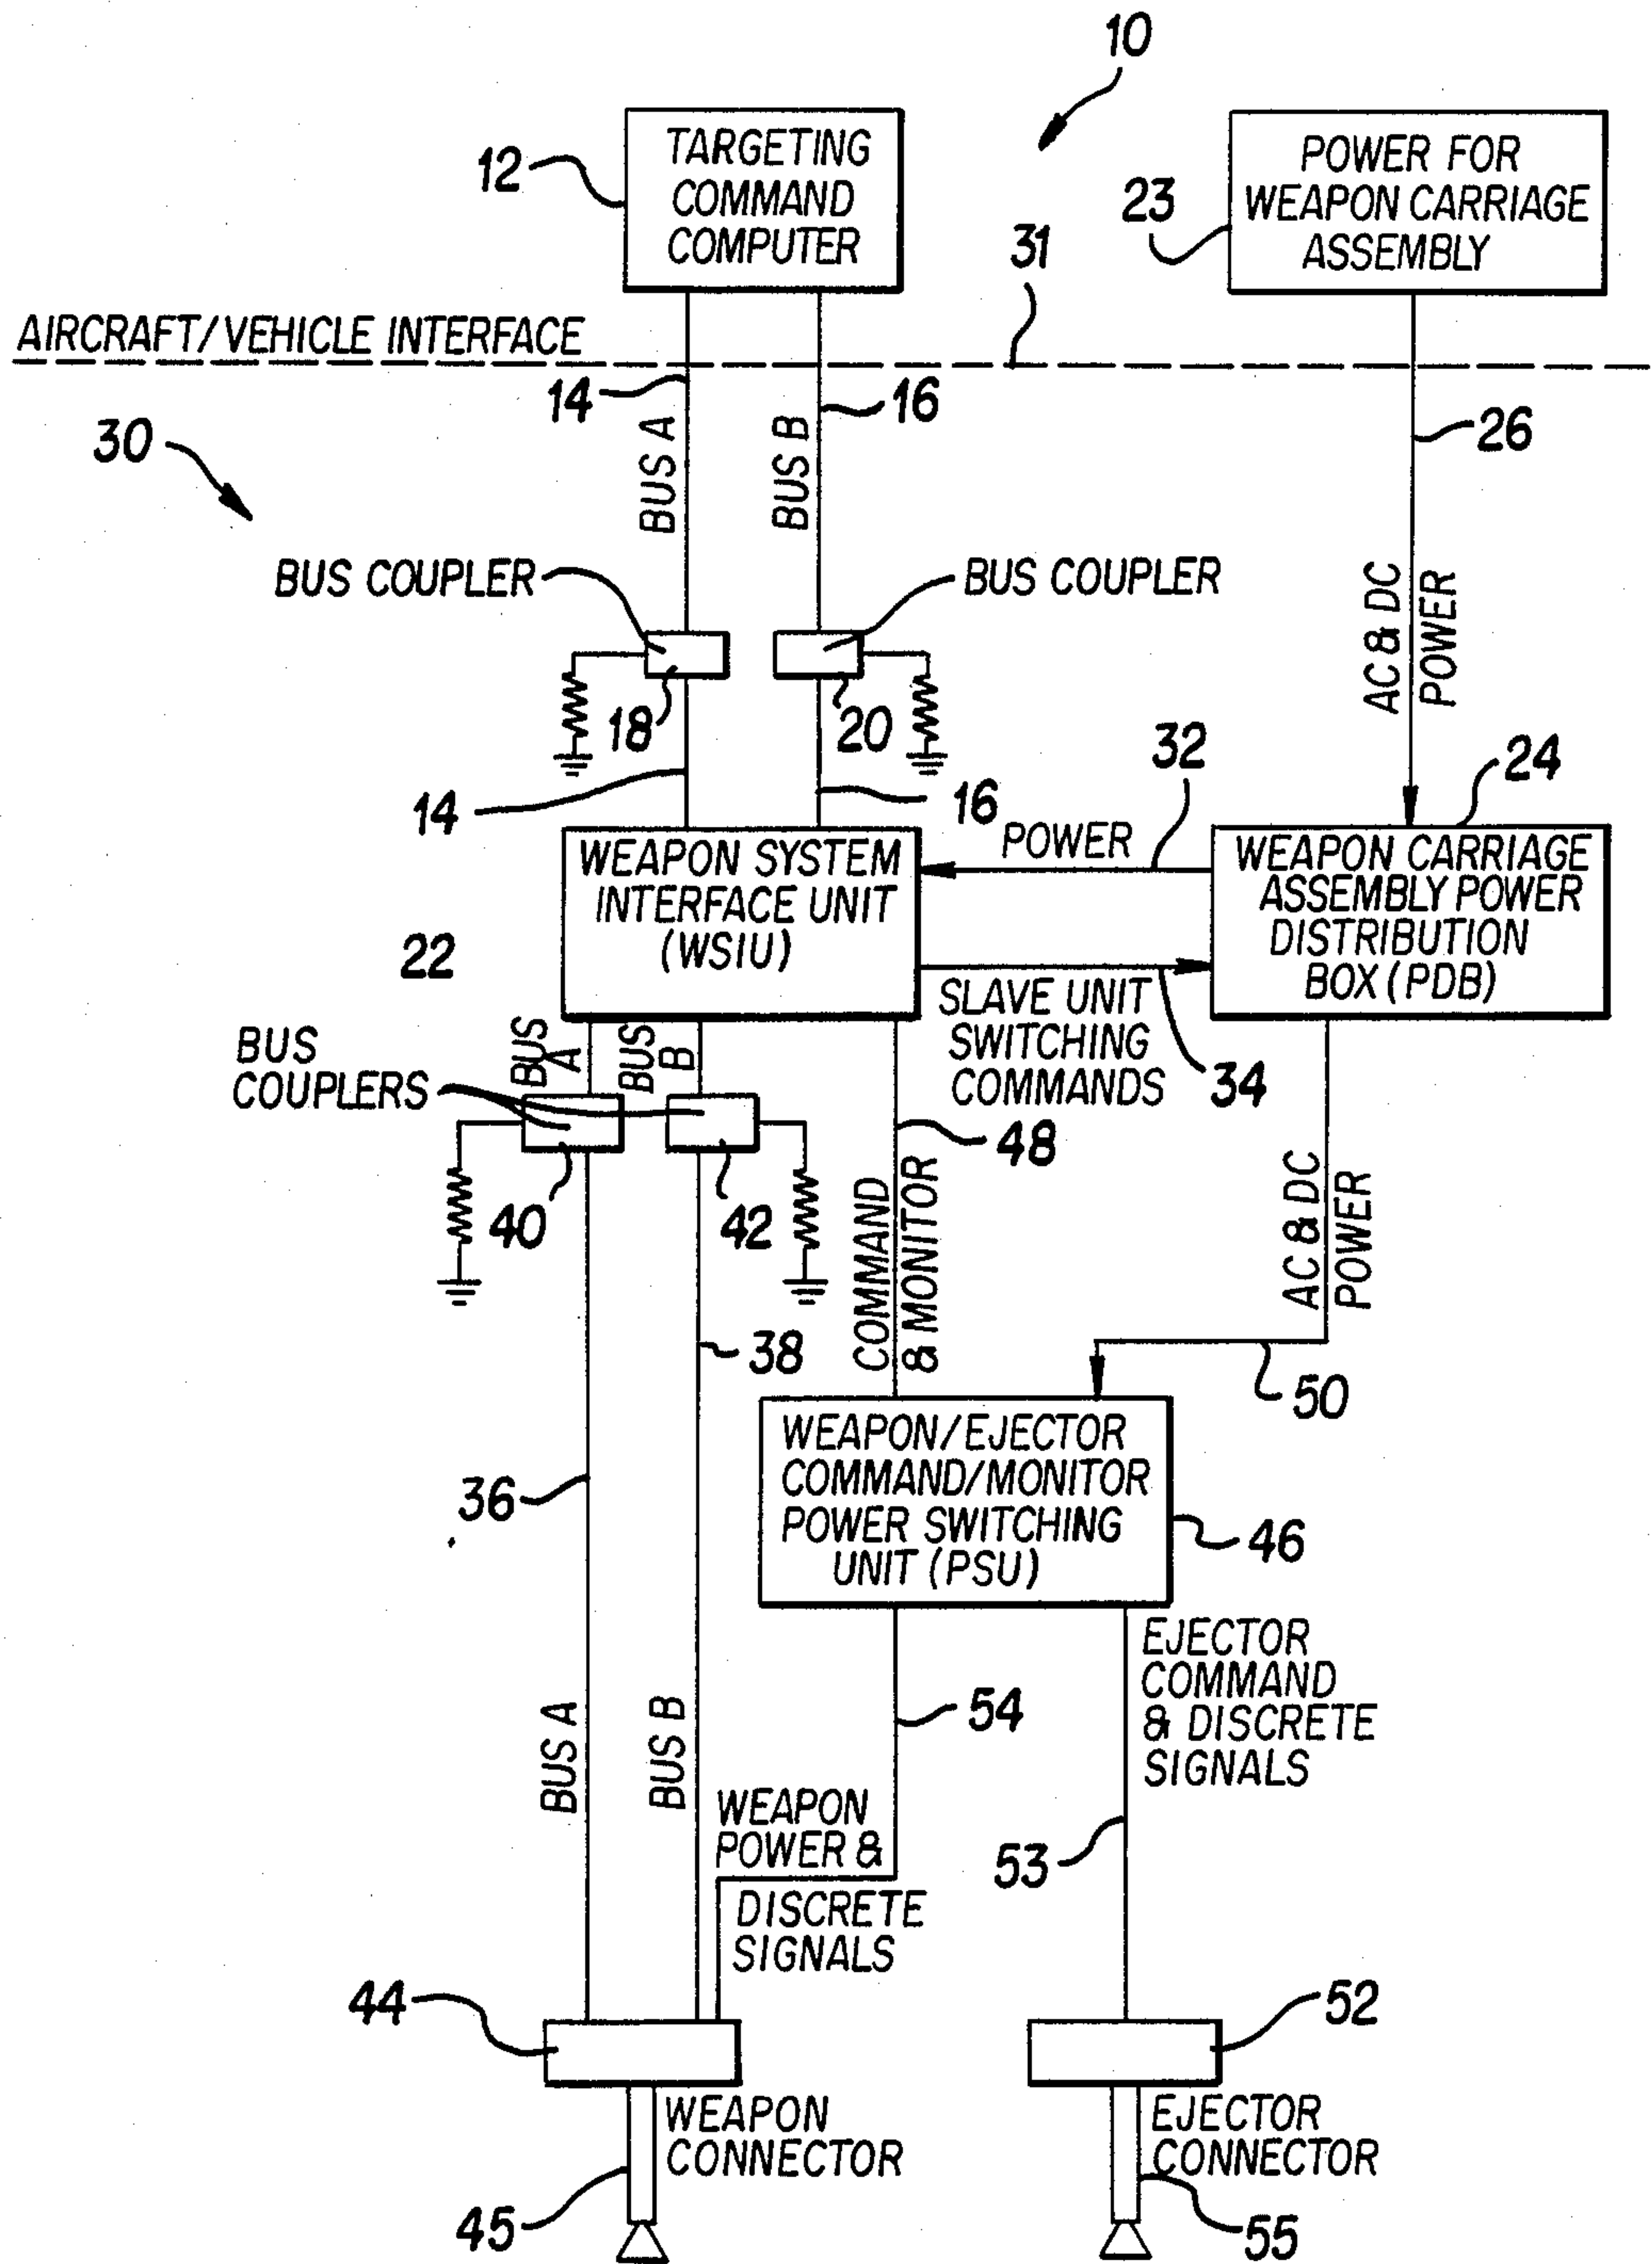 10
12
TARGETING
COMMAND
COMPUTER
23
POWER FOR
WEAPON CARRIAGE
ASSEMBLY
31
AIRCRAFT/VEHICLE INTERFACE
14
16
26
30
BUS A
BUS B
AC & DC
POWER
BUS COUPLER
BUS COUPLER
18
20
14
16
32
24
POWER
WEAPON SYSTEM
INTERFACE UNIT
(WSIU)
22
WEAPON CARRIAGE
ASSEMBLY POWER
DISTRIBUTION
BOX (PDB)
SLAVE UNIT
SWITCHING
COMMANDS
34
BUS
COUPLERS
BUS
A
BUS
B
40
42
48
COMMAND
& MONITOR
AC & DC
POWER
38
50
36
WEAPON/EJECTOR
COMMAND/MONITOR
POWER SWITCHING
UNIT (PSU)
46
BUS A
BUS B
54
EJECTOR
COMMAND
& DISCRETE
SIGNALS
WEAPON
POWER &
DISCRETE
SIGNALS
53
44
52
WEAPON
CONNECTOR
45
EJECTOR
CONNECTOR
55